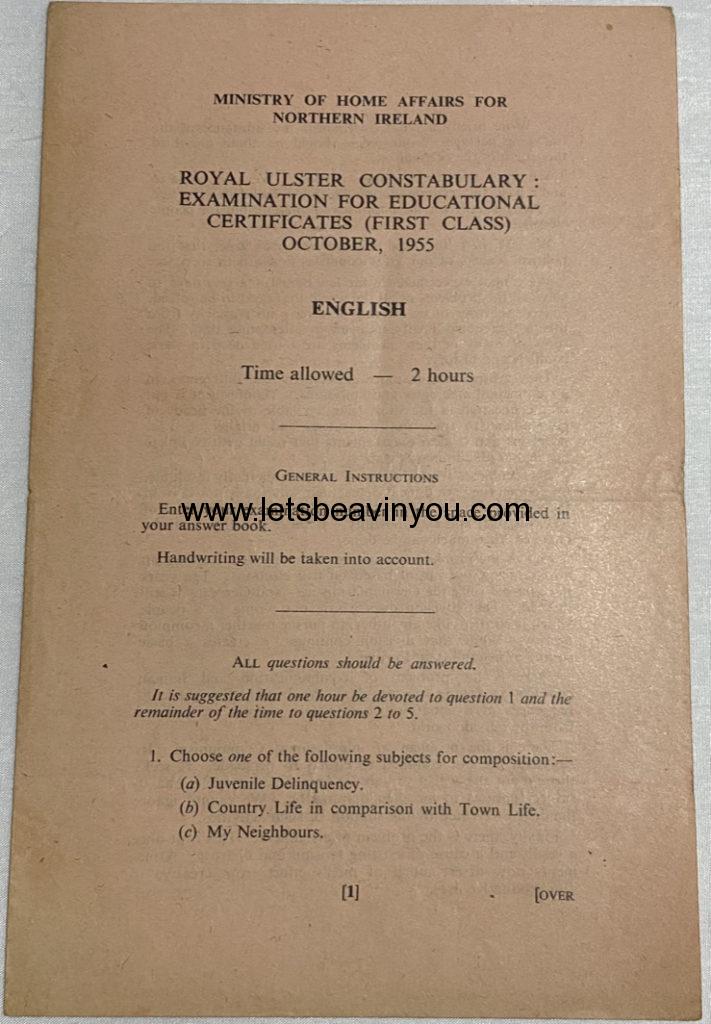 MINISTRY OF HOME AFFAIRS FOR
NORTHERN IRELAND
ROYAL ULSTER CONSTABULARY :
EXAMINATION FOR EDUCATIONAL
CERTIFICATES (FIRST CLASS)
OCTOBER, 1955
ENGLISH
Time allowed — 2 hours
GENERAL INSTRUCTIONS
Enter in
www.letsbeavinyou.com
your answer book.
Handwriting will be taken into account.
ALL questions should be answered.
It is suggested that one hour be devoted to question 1 and the
remainder of the time to questions 2 to 5.
1. Choose one of the following subjects for composition:—
(a) Juvenile Delinquency.
(b) Country Life in comparison with Town Life.
(c) My Neighbours.
[1]
[OVER